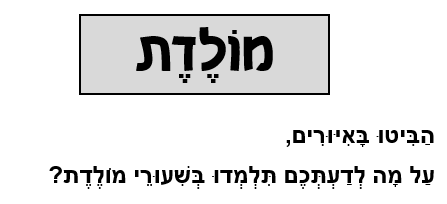 מוֹלֶדֶת
הַבִּיטוּ בָּאִיּוּרִים,
עַל מָה לְדַעְתְּכֶם תִּלְמְדוּ בְּשִׁעוּרֵי מוֹלֶדֶת?